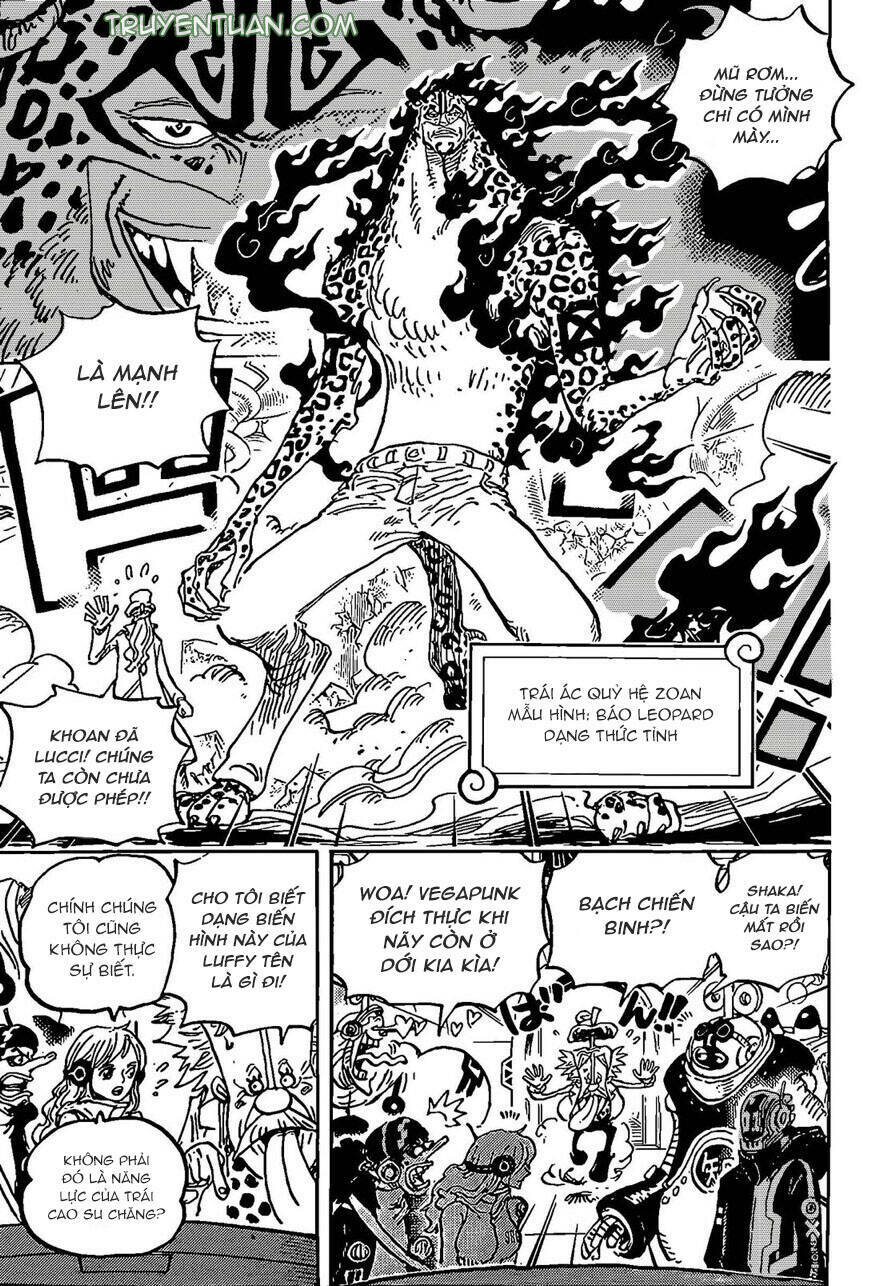 TRUYENTUAN.COM
MŨ RƠM...
ĐỪNG TƯỞNG
CHỈ CÓ MÌNH
MÀY...
LÀ MẠNH
LÊN!!
TRÁI ÁC QUỶ HỆ ZOAN
MẪU HÌNH: BÁO LEOPARD
DẠNG THỨC TỈNH
KHOAN ĐÃ
LUCCI! CHÚNG
TA CÒN CHƯA
ĐƯỢC PHÉP!!
SHAKA!
CẬU TA BIẾN
MẤT RỒI
SAO?!
BẠCH CHIẾN
BINH?!
WOA! VEGAPUNK
ĐÍCH THỰC KHI
NÃY CÒN Ở
DƯỚI KIA KÌA!
ばん!!
CHO TÔI BIẾT
DẠNG BIẾN
HÌNH NÀY CỦA
LUFFY TÊN
LÀ GÌ ĐI!
CHÍNH CHÚNG
TÔI CŨNG
KHÔNG THỰC
SỰ BIẾT.
KHÔNG PHẢI
ĐÓ LÀ NĂNG
LỰC CỦA TRÁI
CAO SU CHĂNG?